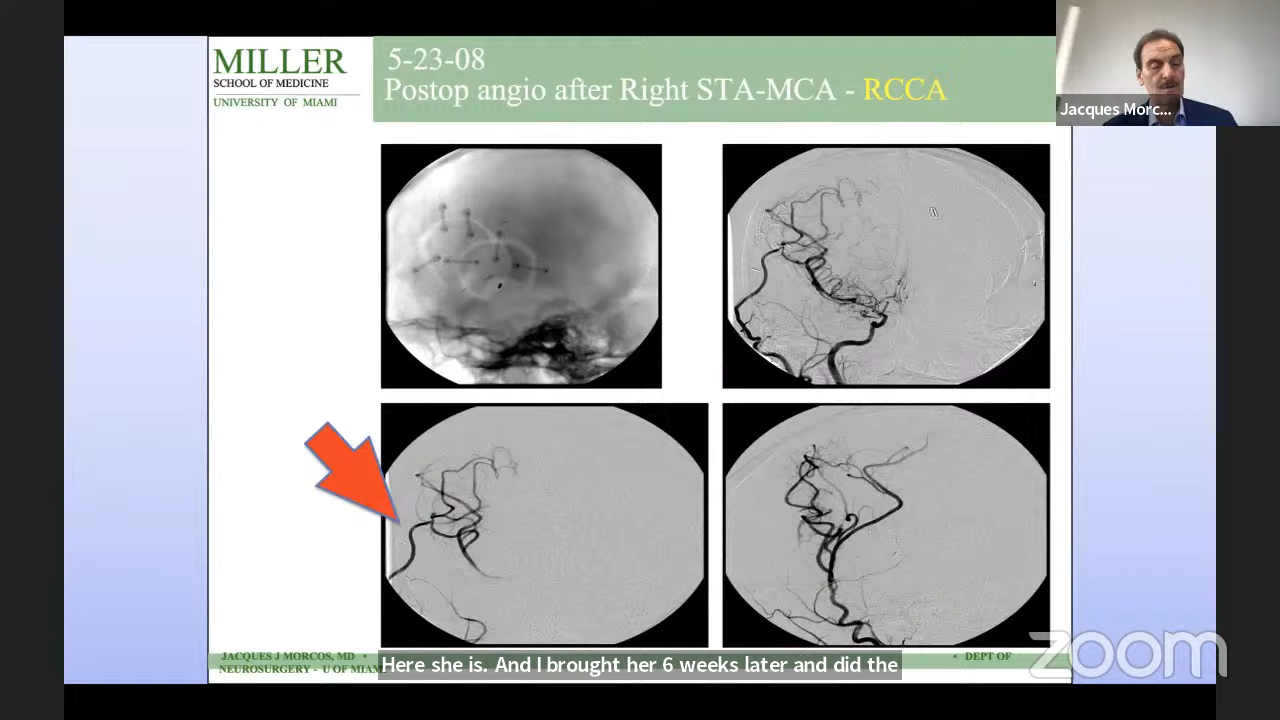 MILLER
SCHOOL OF MEDICINE
UNIVERSITY OF MIAMI
5-23-08
Postop angio after Right STA-MCA - RCCA
Jacques Morc...
JACQUES J MORCOS, MD •
NEUROSURGERY - U OF MIAM
• DEPT OF
Here she is. And I brought her 6 weeks later and did the
zoom